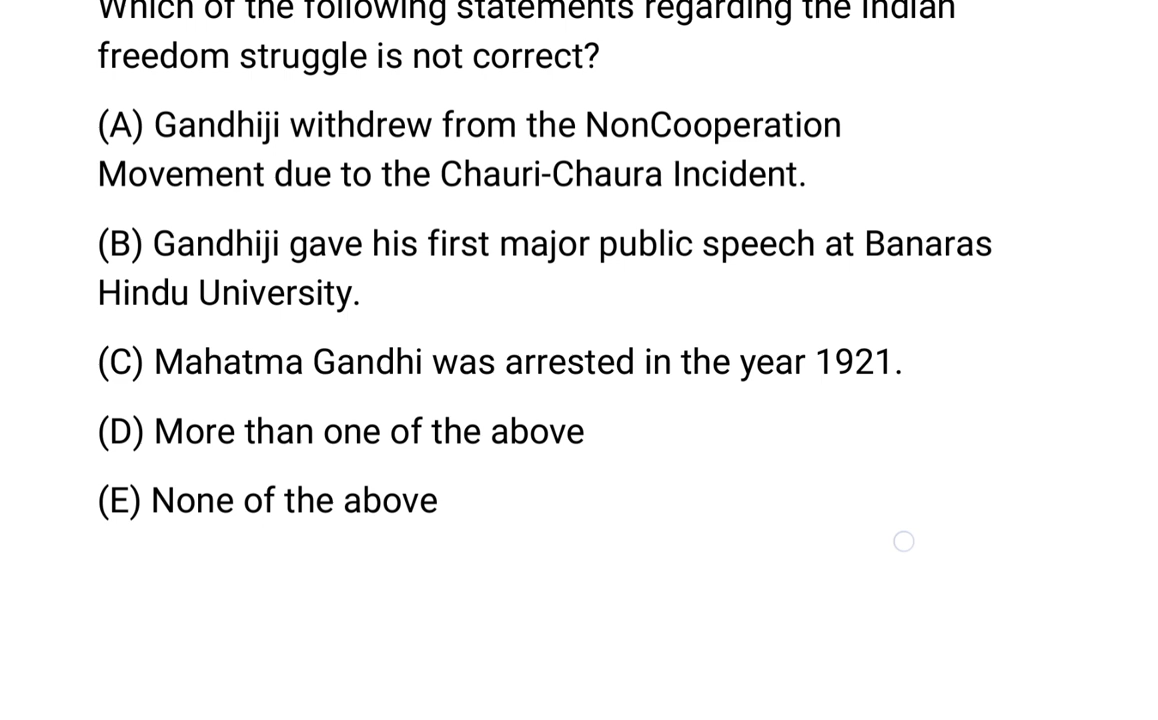 Which of the following statements regarding the Indian
freedom struggle is not correct?
(A) Gandhiji withdrew from the NonCooperation
Movement due to the Chauri-Chaura Incident.
(B) Gandhiji gave his first major public speech at Banaras
Hindu University.
(C) Mahatma Gandhi was arrested in the year 1921.
(D) More than one of the above
(E) None of the above